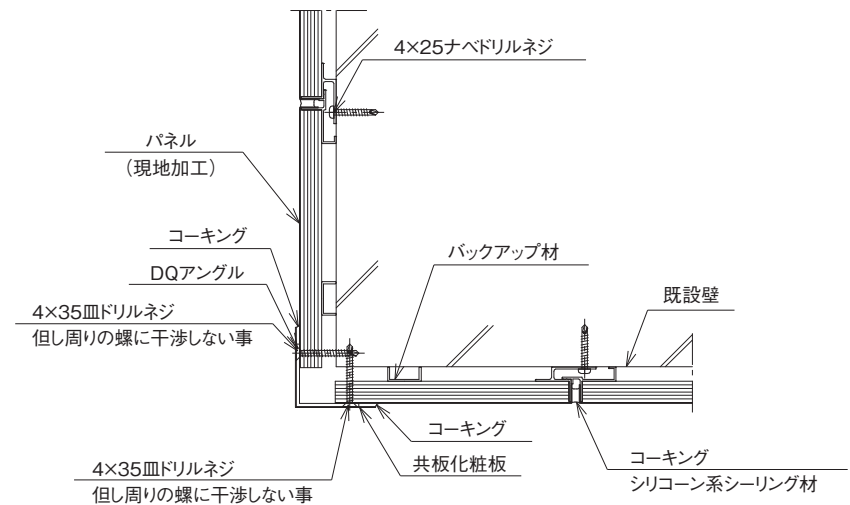 4×25ナベドリルネジ
パネル
(現地加工)
コーキング
DQアングル
4×35皿ドリルネジ
但し周りの螺に干渉しない事
バックアップ材
既設壁
コーキング
共板化粧板
4×35皿ドリルネジ
但し周りの螺に干渉しない事
コーキング
シリコーン系シーリング材